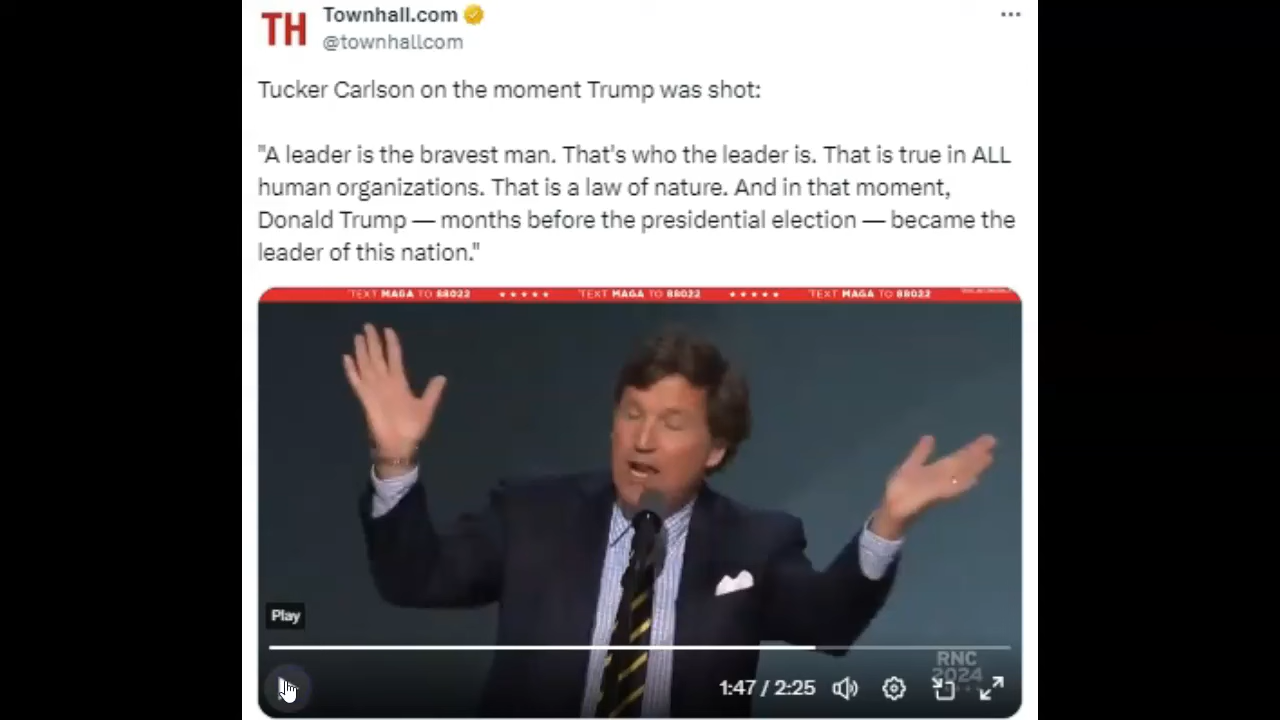 TH
Townhall.com
@townhallcom
Tucker Carlson on the moment Trump was shot:
"A leader is the bravest man. That's who the leader is. That is true in ALL
human organizations. That is a law of nature. And in that moment,
Donald Trump — months before the presidential election — became the
leader of this nation."
TEXT MAGA TO 88022 ★★★★★ TEXT MAGA TO 88022 ★★★★★ TEXT MAGA TO 88022
Play
RNC
2024
1:47 / 2:25